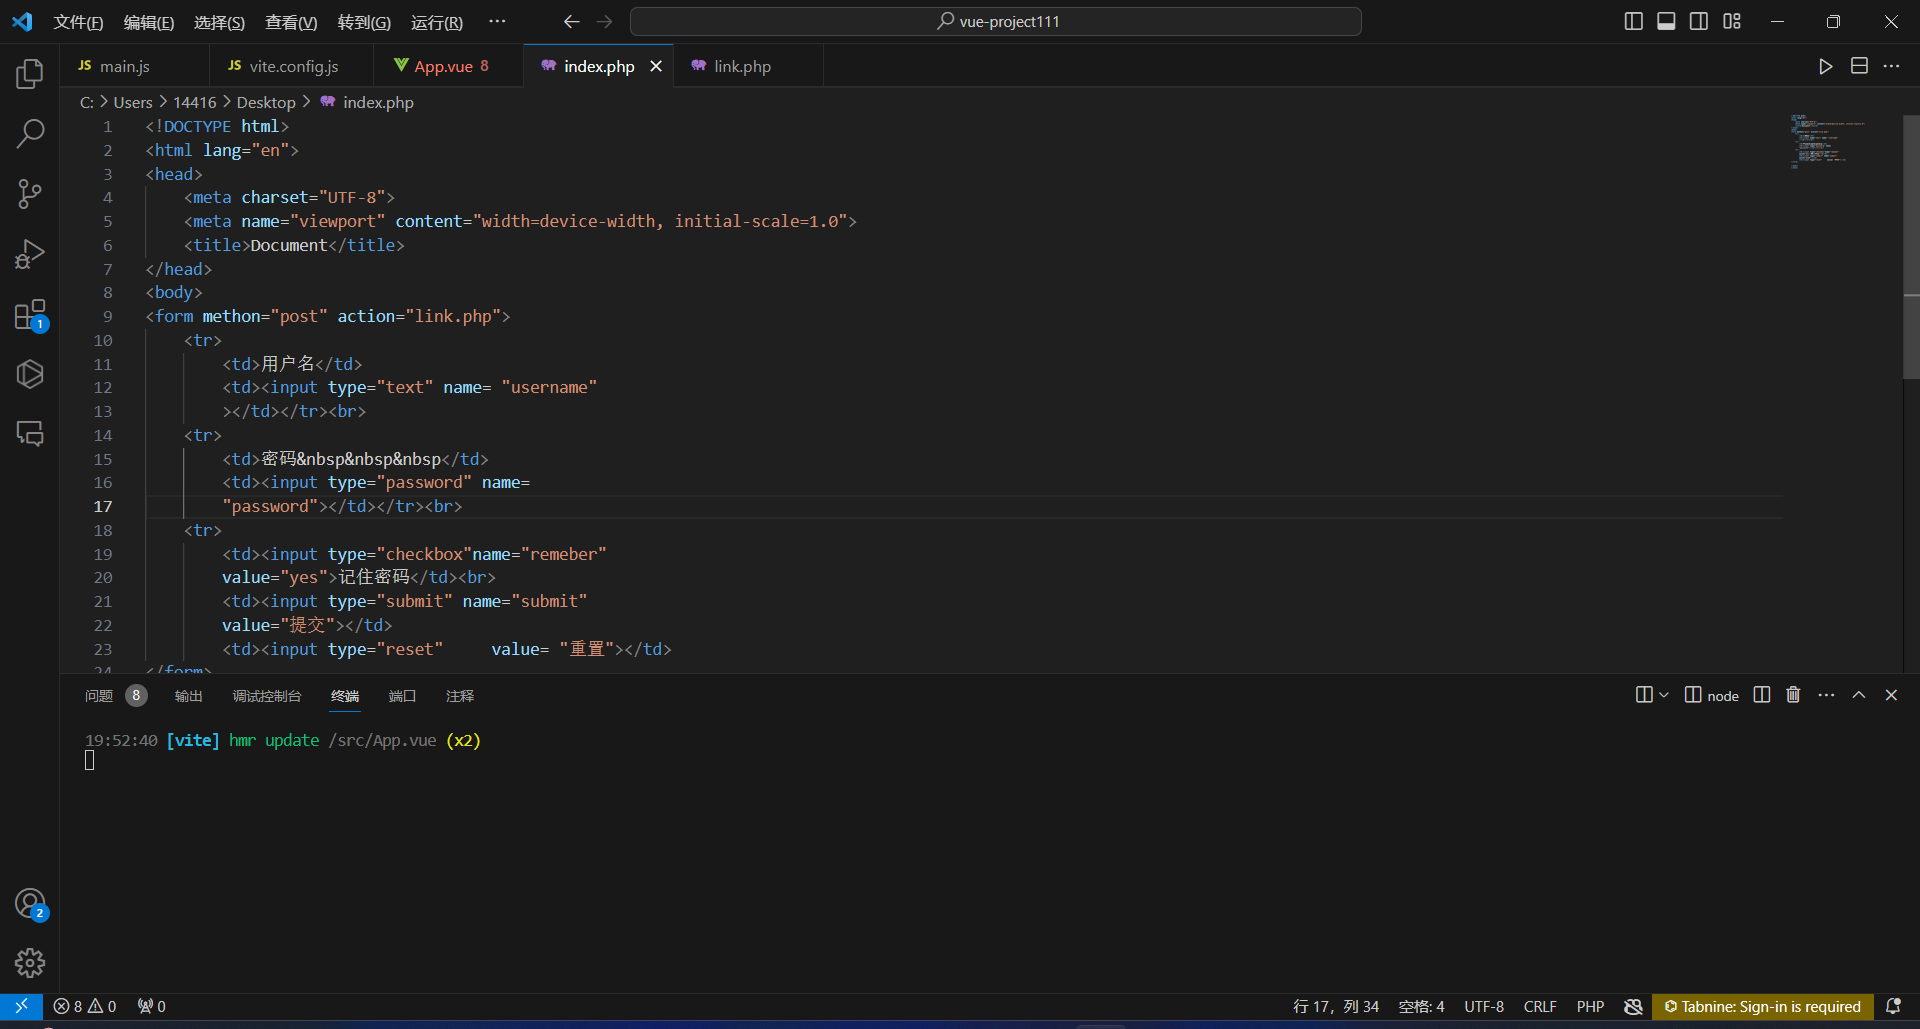 文件(F) 编辑(E) 选择(S) 查看(V) 转到(G) 运行(R) ··· vue-project111
JS main.js JS vite.config.js App.vue 8 index.php link.php
C: > Users > 14416 > Desktop > index.php
1 <!DOCTYPE html>
2 <html lang="en">
3 <head>
4 <meta charset="UTF-8">
5 <meta name="viewport" content="width=device-width, initial-scale=1.0">
6 <title>Document</title>
7 </head>
8 <body>
9 <form methon="post" action="link.php">
10 <tr>
11 <td>用户名</td>
12 <td><input type="text" name= "username"
13 ></td></tr><br>
14 <tr>
15 <td>密码&nbsp&nbsp&nbsp</td>
16 <td><input type="password" name=
17 "password"></td></tr><br>
18 <tr>
19 <td><input type="checkbox"name="remeber"
20 value="yes">记住密码</td><br>
21 <td><input type="submit" name="submit"
22 value="提交"></td>
23 <td><input type="reset"     value= "重置"></td>
24 </form>
问题 8 输出 调试控制台 终端 端口 注释 node
19:52:40 [vite] hmr update /src/App.vue (x2)
1
2
8 0 0 行 17，列 34 空格: 4 UTF-8 CRLF PHP Tabnine: Sign-in is required